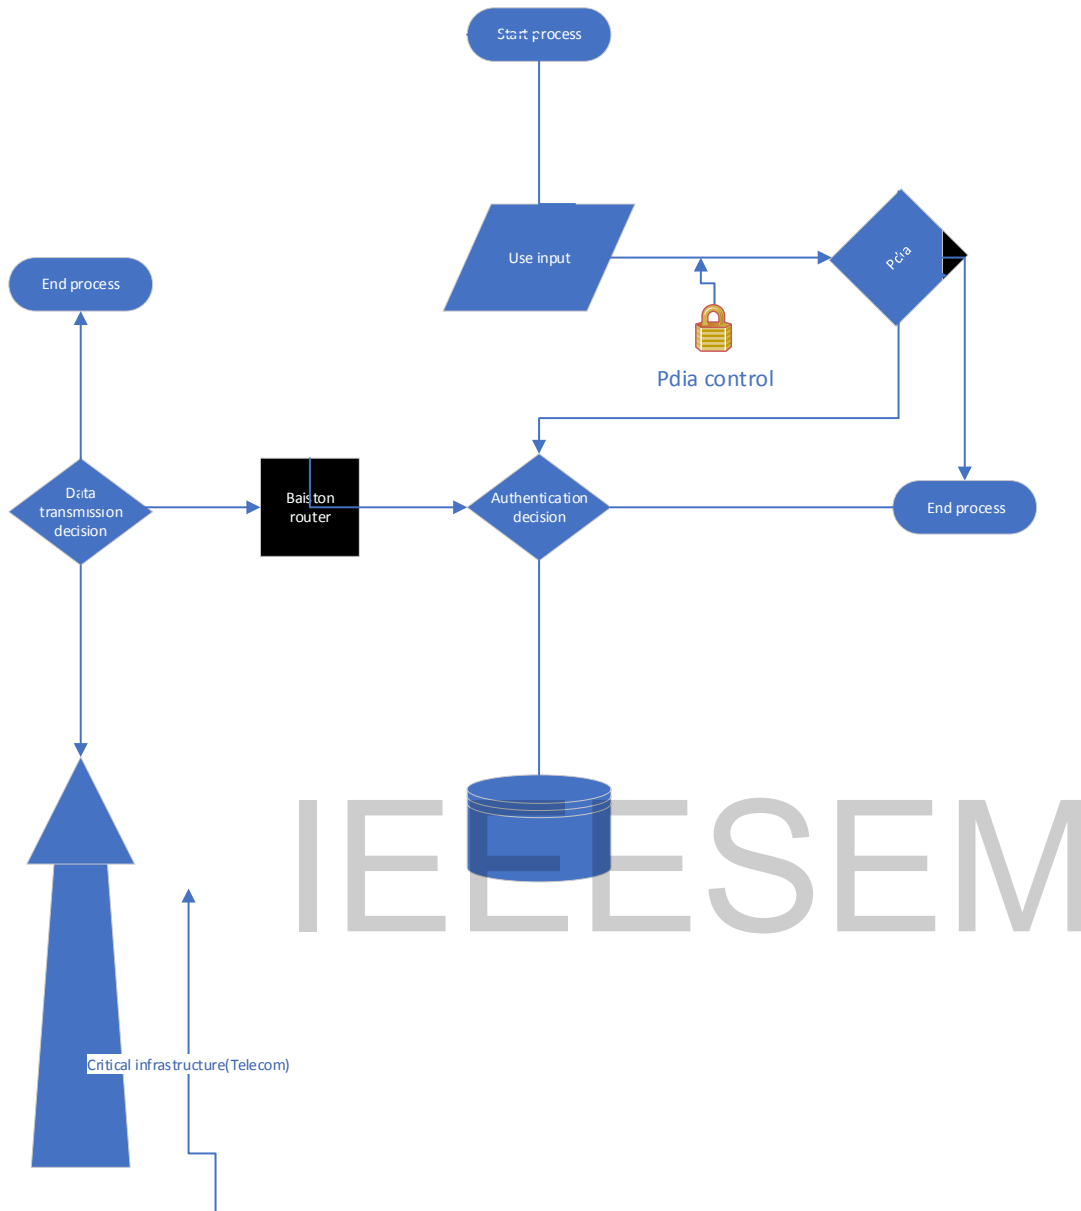 Start process
Use input
Pdia
End process
Pdia control
Data
transmission
decision
Baiston
router
Authentication
decision
End process
IEEESEM
Critical infrastructure(Telecom)